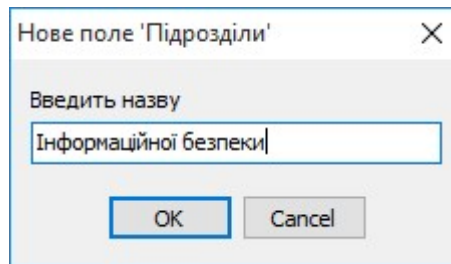 Нове поле 'Підрозділи'
Введить назву
Інформаційної безпеки
OK Cancel